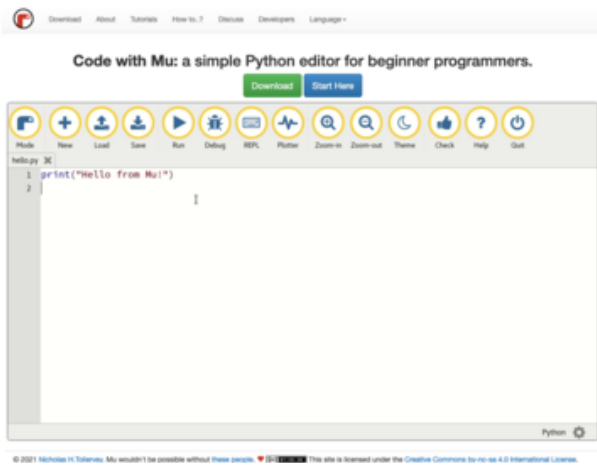 Download About Tutorials How to..? Discuss Developers Language
Code with Mu: a simple Python editor for beginner programmers.
Download Start Here
Mode New Load Save Run Debug REPL Plotter Zoom-in Zoom-out Theme Check Help Quit
hello.py
1 print("Hello from Mu!")
2
Python
© 2021 Nicholas H.Tollervey. Mu wouldn't be possible without these people. This site is licensed under the Creative Commons by-nc-sa 4.0 International License.